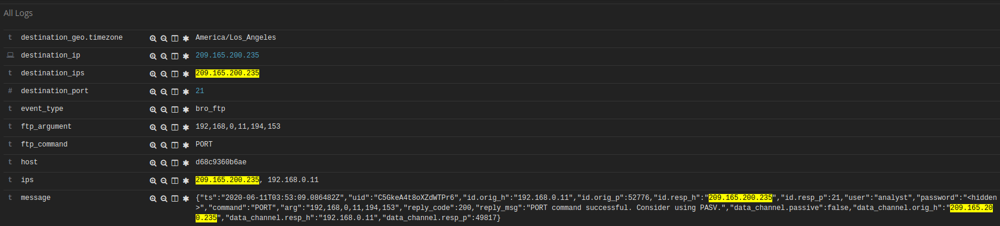 All Logs
t destination_geo.timezone America/Los_Angeles
destination_ip 209.165.200.235
t destination_ips 209.165.200.235
# destination_port 21
t event_type bro_ftp
t ftp_argument 192,168,0,11,194,153
t ftp_command PORT
t host d68c9360b6ae
t ips 209.165.200.235, 192.168.0.11
t message {"ts":"2020-06-11T03:53:09.086482Z","uid":"C5GkeA4t8oXZdWTPr6","id.orig_h":"192.168.0.11","id.orig_p":52776,"id.resp_h":"209.165.200.235","id.resp_p":21,"user":"analyst","password":"<hidden
>","command":"PORT","arg":"192,168,0,11,194,153","reply_code":200,"reply_msg":"PORT command successful. Consider using PASV.","data_channel.passive":false,"data_channel.orig_h":"209.165.20
0.235","data_channel.resp_h":"192.168.0.11","data_channel.resp_p":49817}